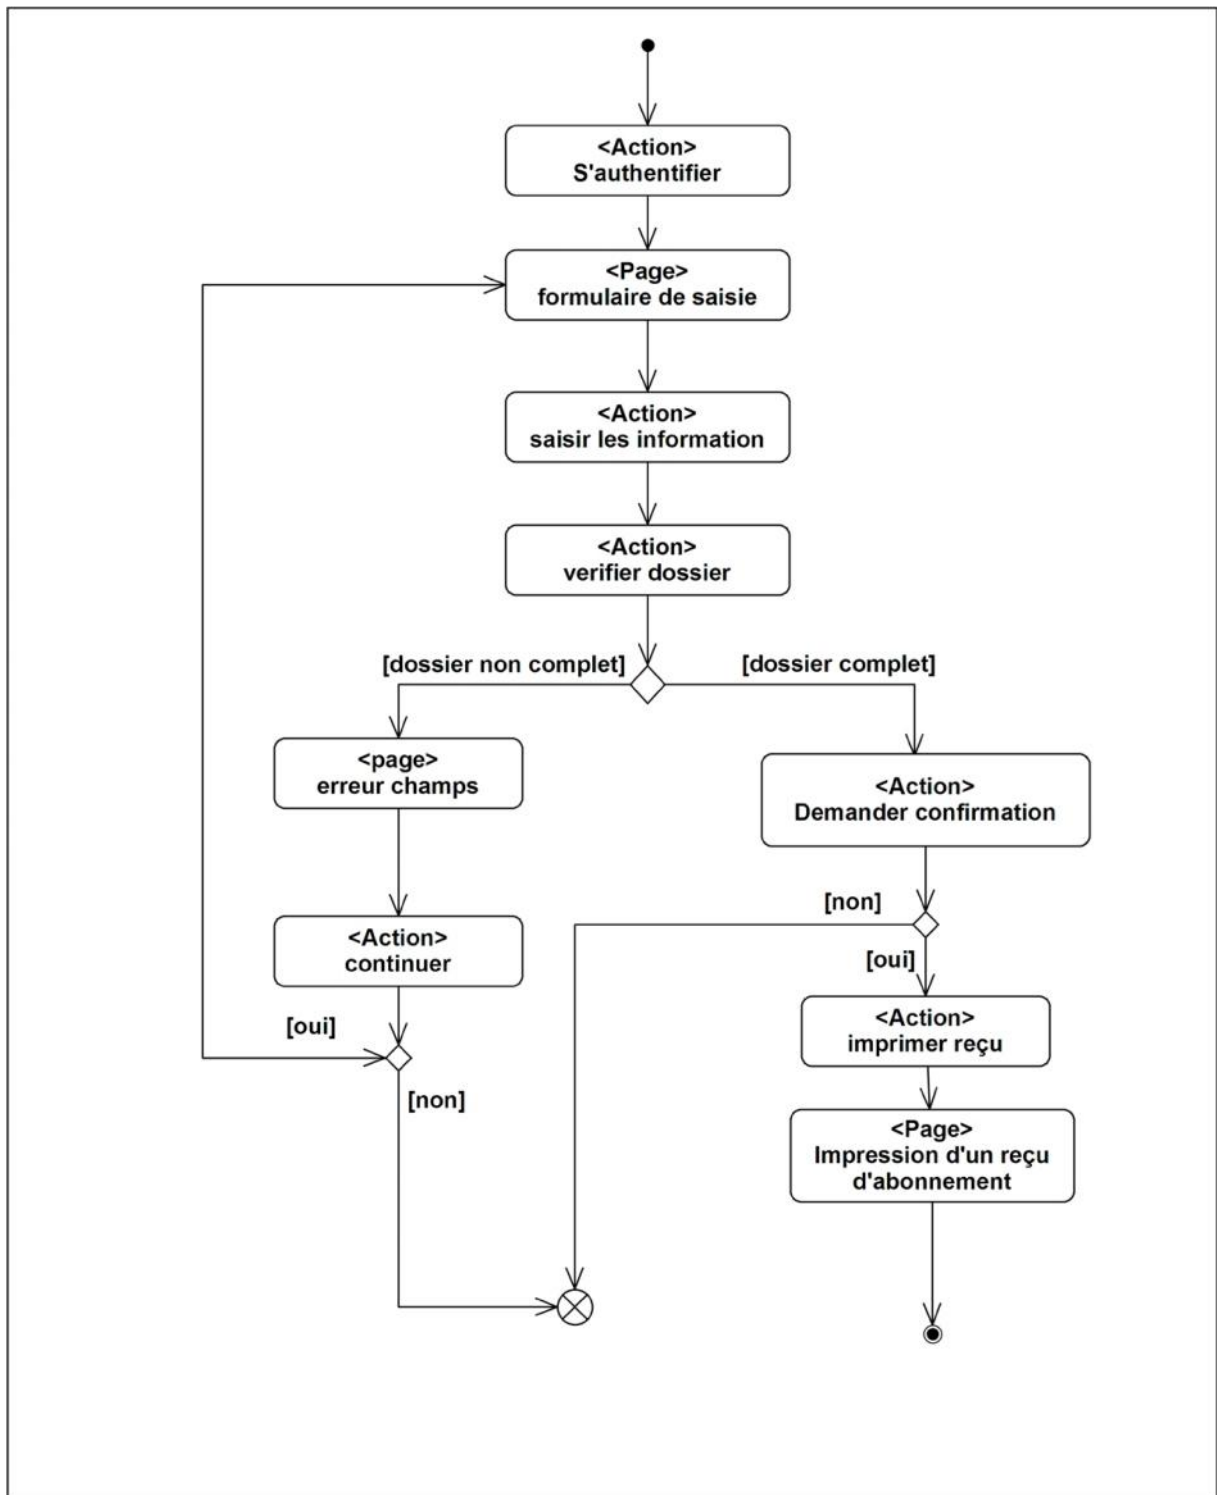 <Action>
S'authentifier
<Page>
formulaire de saisie
<Action>
saisir les information
<Action>
verifier dossier
[dossier non complet]
[dossier complet]
<page>
erreur champs
<Action>
Demander confirmation
<Action>
continuer
[non]
[oui]
<Action>
imprimer reçu
[oui]
[non]
<Page>
Impression d'un reçu
d'abonnement